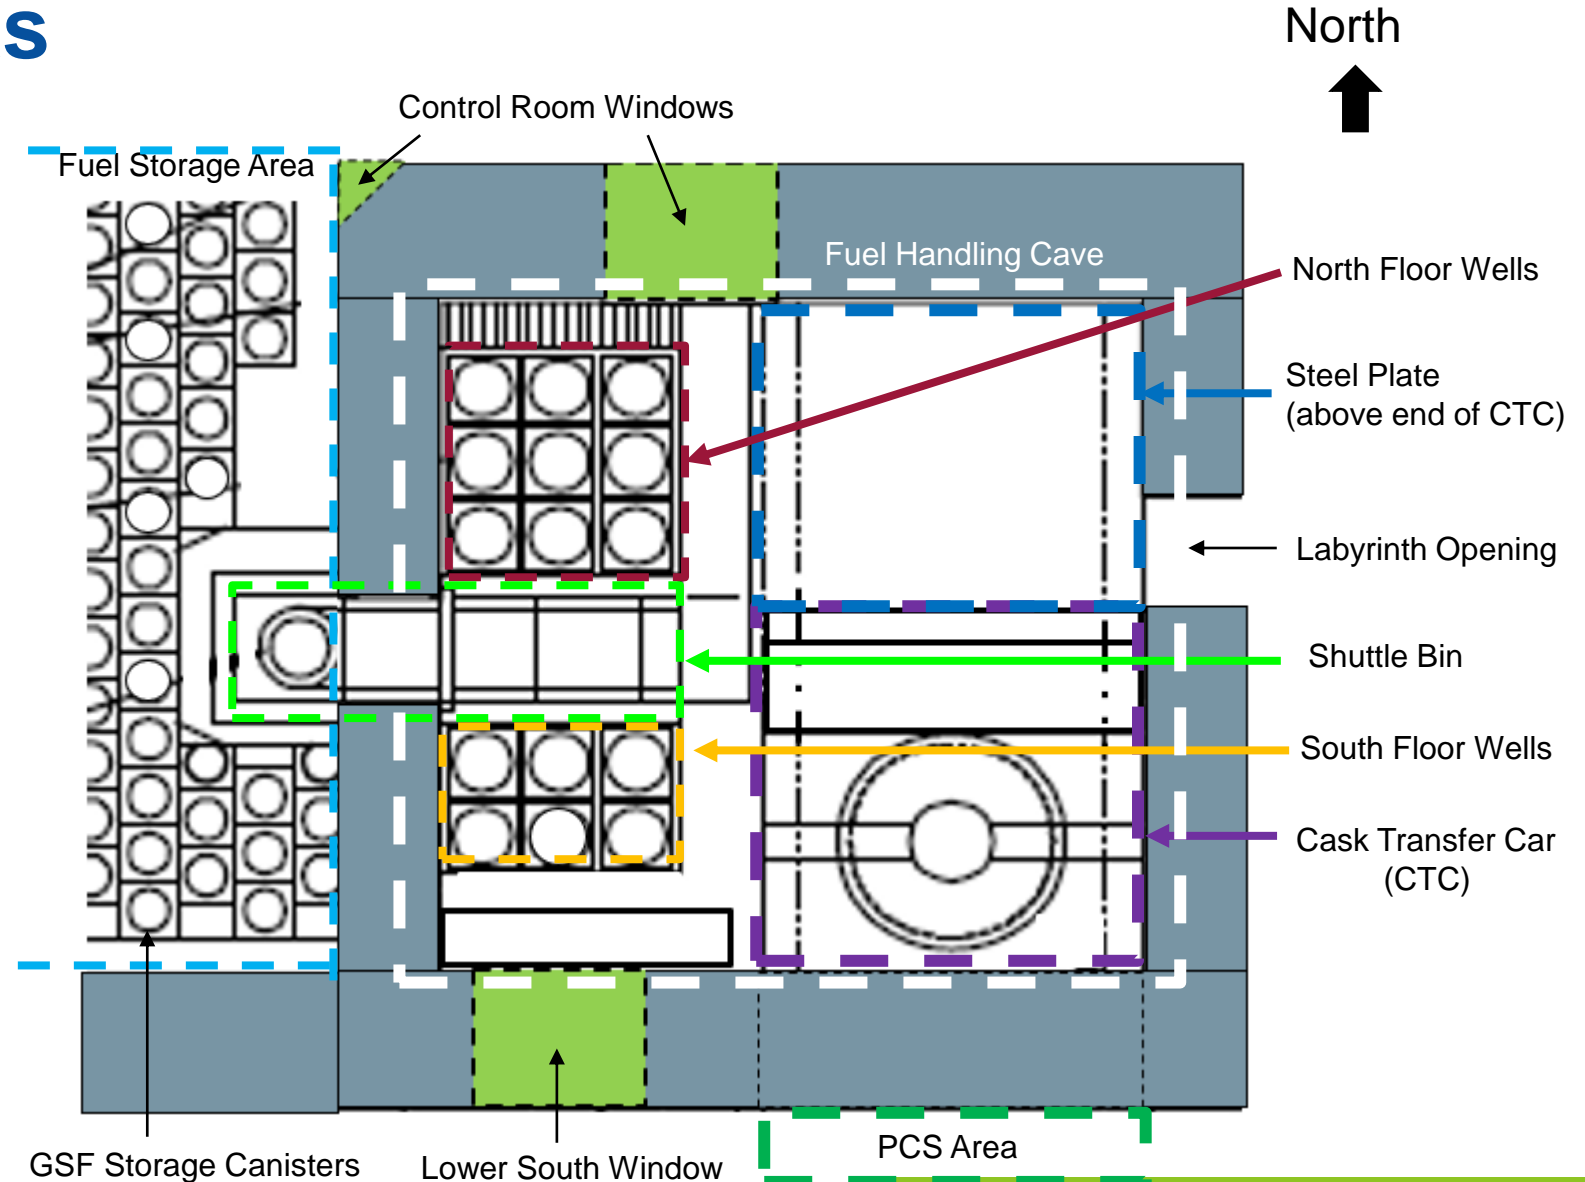 s
North
Control Room Windows
Fuel Storage Area
Fuel Handling Cave
North Floor Wells
Steel Plate
(above end of CTC)
Labyrinth Opening
Shuttle Bin
South Floor Wells
Cask Transfer Car
(CTC)
PCS Area
GSF Storage Canisters
Lower South Window